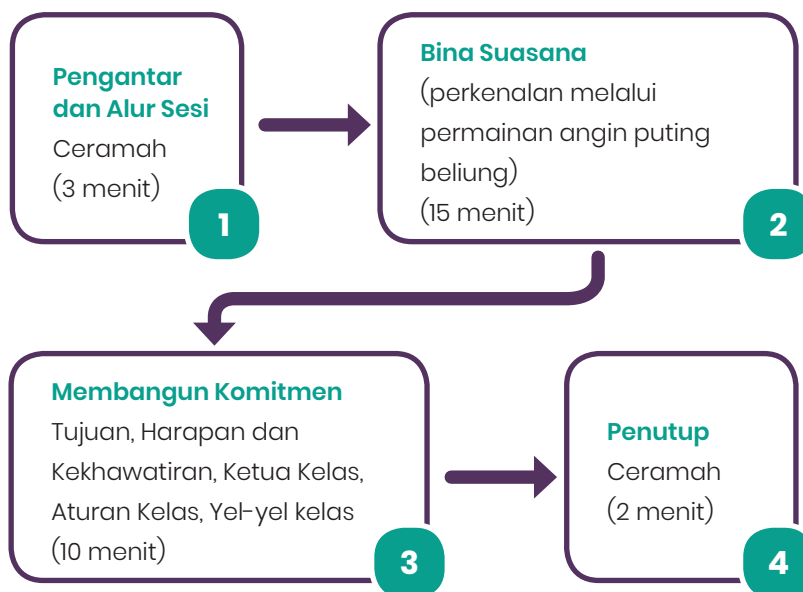 Pengantar
dan Alur Sesi
Ceramah
(3 menit)
1
Bina Suasana
(perkenalan melalui
permainan angin puting
beliung)
(15 menit)
2
Membangun Komitmen
Tujuan, Harapan dan
Kekhawatiran, Ketua Kelas,
Aturan Kelas, Yel-yel kelas
(10 menit)
3
Penutup
Ceramah
(2 menit)
4